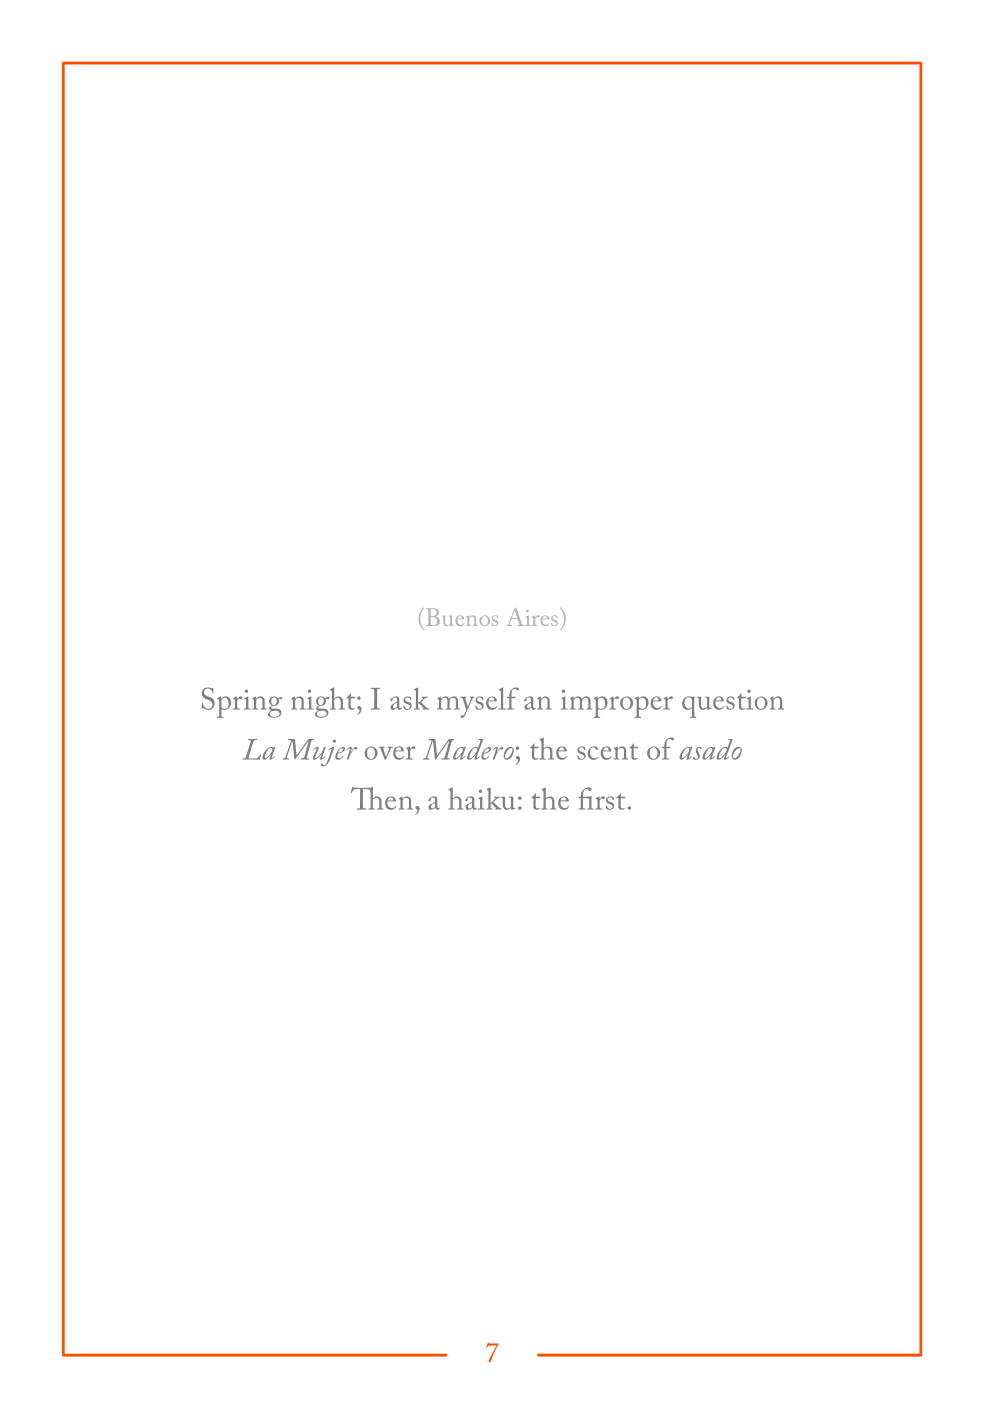 (Buenos Aires)
Spring night; I ask myself an improper question
La Mujer over Madero; the scent of asado
Then, a haiku: the first.
7